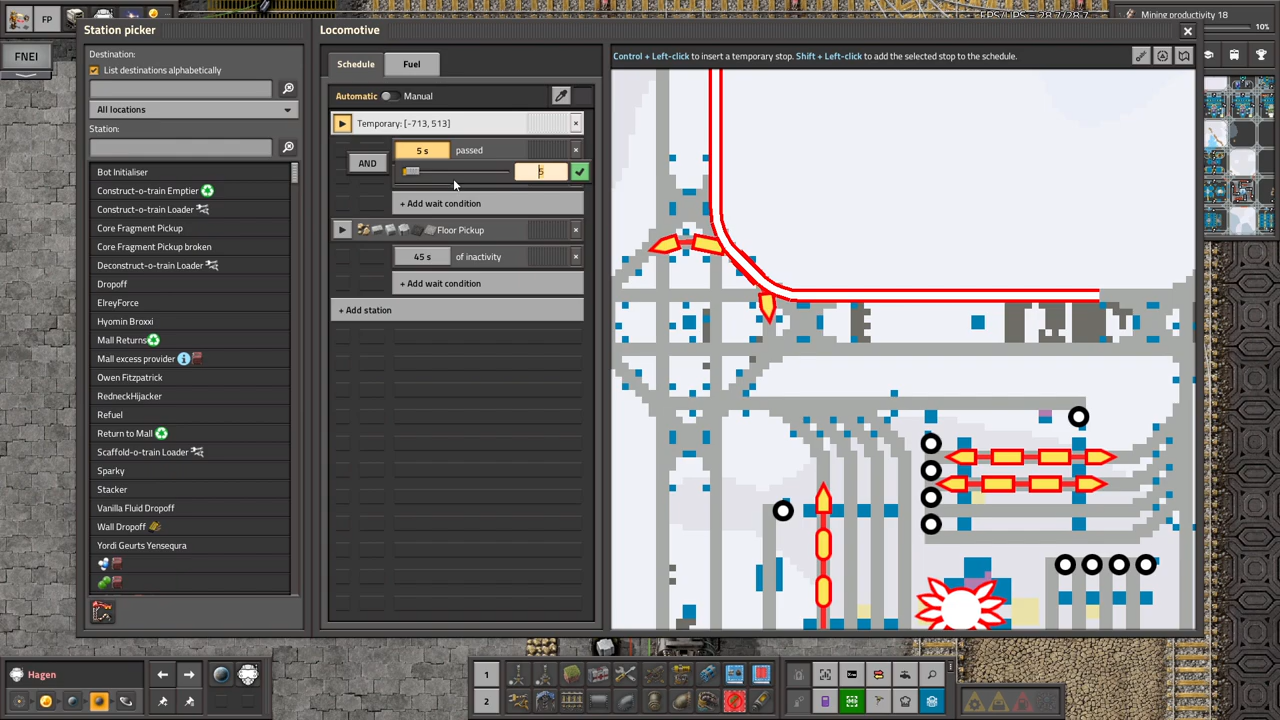 FP
EPS/UPS = 28.7/28.7
Mining productivity 18
10%
FNEI
Station picker
Destination:
List destinations alphabetically
All locations
Station:
Bot Initialiser
Construct-o-train Emptier
Construct-o-train Loader
Core Fragment Pickup
Core Fragment Pickup broken
Deconstruct-o-train Loader
Dropoff
ElreyForce
Hyomin Broxxi
Mall Returns
Mall excess provider
Owen Fitzpatrick
RedneckHijacker
Refuel
Return to Mall
Scaffold-o-train Loader
Sparky
Stacker
Vanilla Fluid Dropoff
Wall Dropoff
Yordi Geurts Yensequra
Locomotive
Schedule
Fuel
Automatic
Manual
Temporary: [-713, 513]
AND
5 s
passed
5
+ Add wait condition
Floor Pickup
45 s
of inactivity
+ Add wait condition
+ Add station
Control + Left-click to insert a temporary stop. Shift + Left-click to add the selected stop to the schedule.
Hagen
1
2